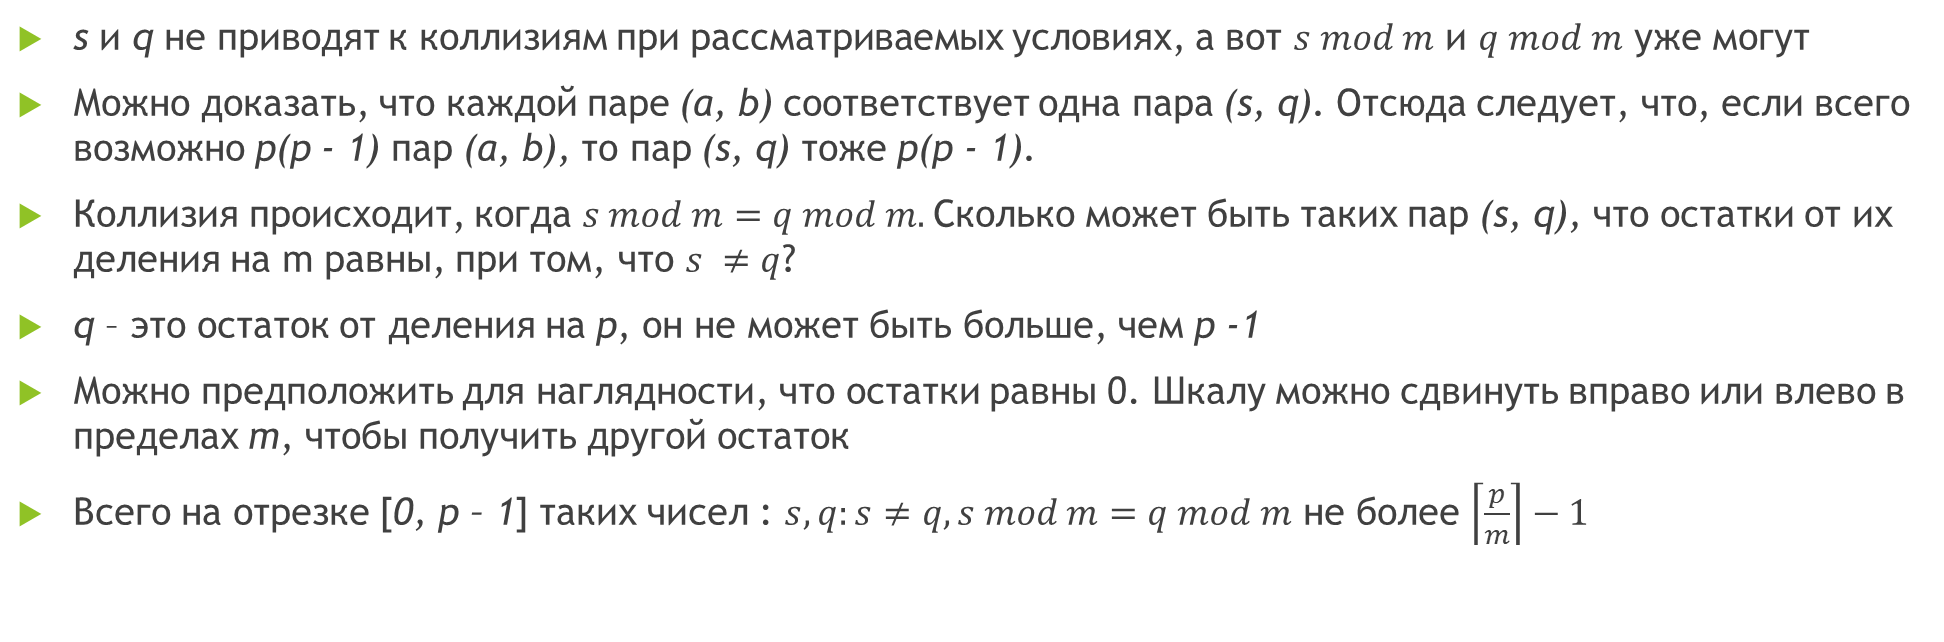 s и q не приводят к коллизиям при рассматриваемых условиях, а вот s mod m и q mod m уже могут
Можно доказать, что каждой паре (a, b) соответствует одна пара (s, q). Отсюда следует, что, если всего
возможно p(p - 1) пар (a, b), то пар (s, q) тоже p(p - 1).
Коллизия происходит, когда s mod m = q mod m. Сколько может быть таких пар (s, q), что остатки от их
деления на m равны, при том, что s ≠ q?
q – это остаток от деления на p, он не может быть больше, чем p -1
Можно предположить для наглядности, что остатки равны 0. Шкалу можно сдвинуть вправо или влево в
пределах m, чтобы получить другой остаток
Всего на отрезке [0, p – 1] таких чисел : s, q: s ≠ q, s mod m = q mod m не более ⌈p/m⌉ − 1